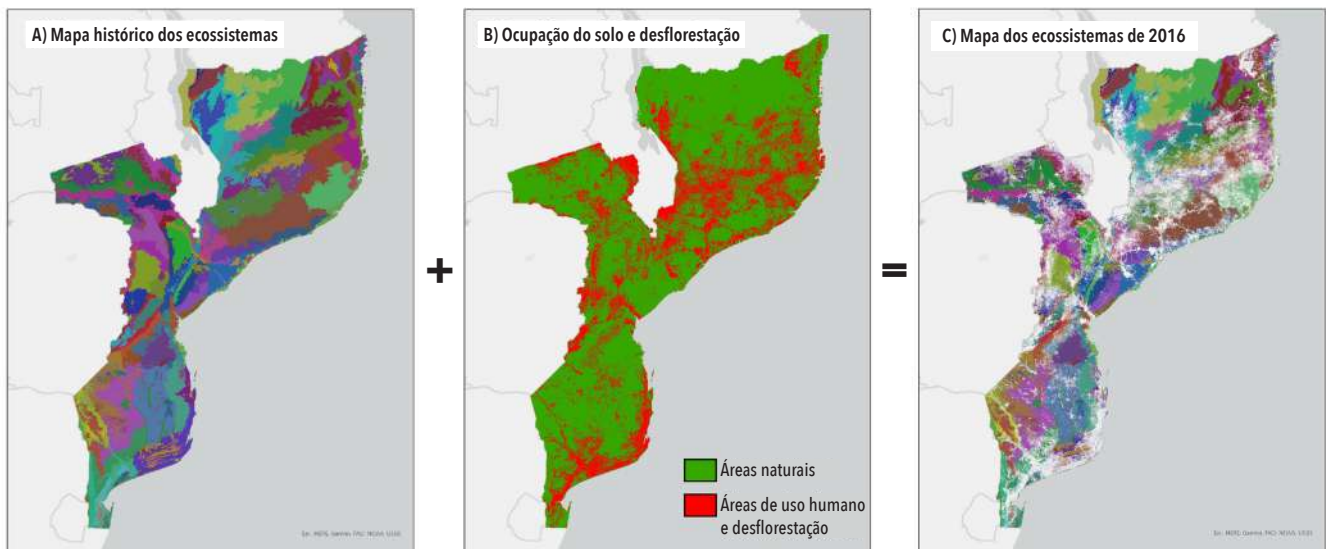 A) Mapa histórico dos ecossistemas
B) Ocupação do solo e desflorestação
C) Mapa dos ecossistemas de 2016
+
=
Áreas naturais
Áreas de uso humano
e desflorestação